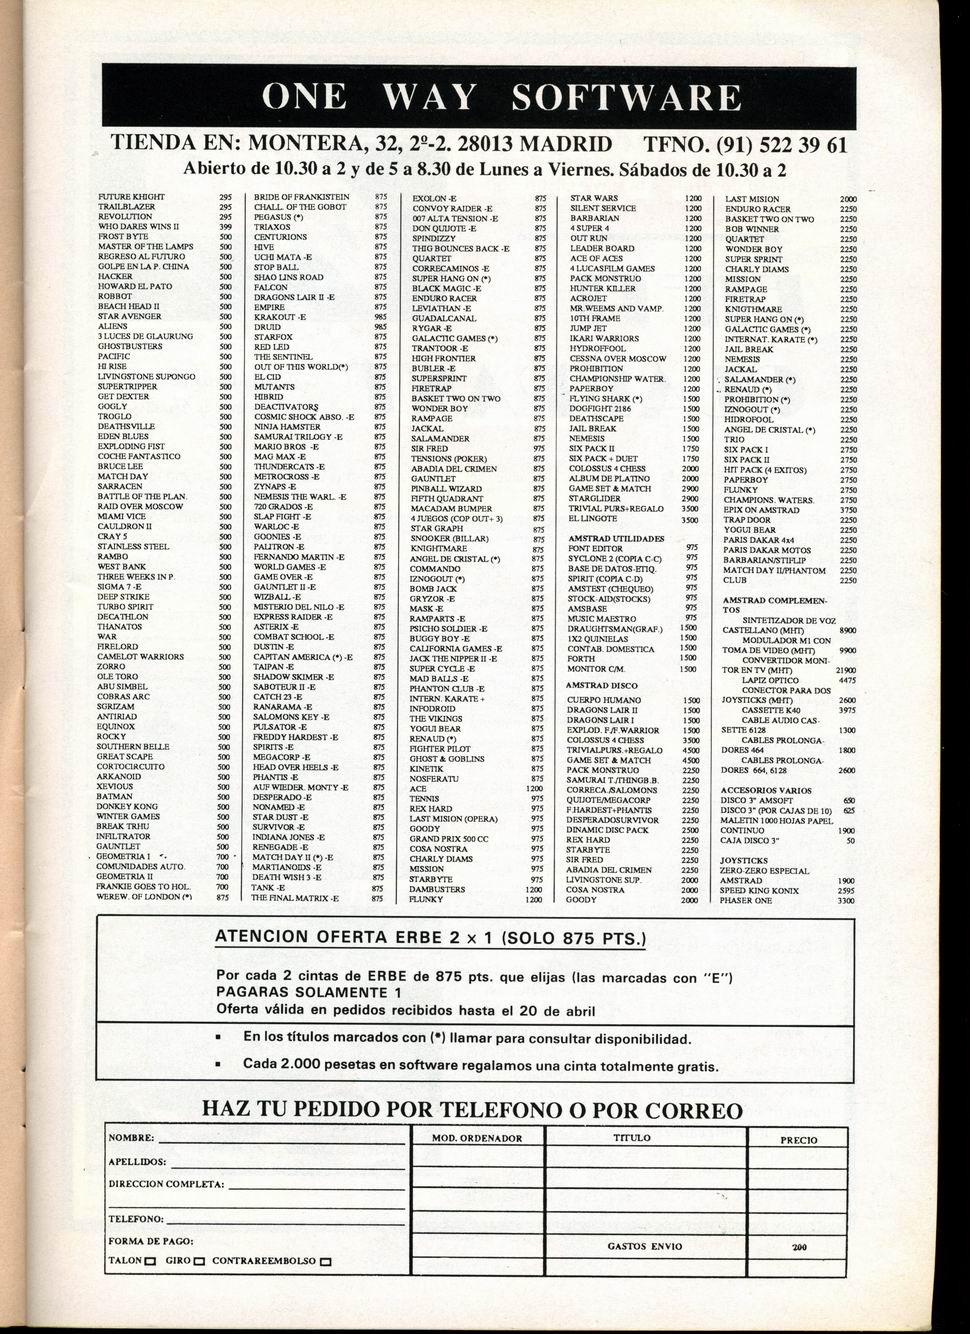 ONE WAY SOFTWARE
TIENDA EN: MONTERA, 32, 2º-2. 28013 MADRID TFNO. (91) 522 39 61
Abierto de 10.30 a 2 y de 5 a 8.30 de Lunes a Viernes. Sábados de 10.30 a 2
FUTURE KNIGHT 295
TRAILBLAZER 295
REVOLUTION 295
WHO DARES WINS II 399
FROST BYTE 500
MASTER OF THE LAMPS 500
REGRESO AL FUTURO 500
GOLPE EN LA P. CHINA 500
HACKER 500
HOWARD EL PATO 500
ROBBOT 500
BEACH HEAD II 500
STAR AVENGER 500
ALIENS 500
3 LUCES DE GLAURUNG 500
GHOSTBUSTERS 500
PACIFIC 500
HI RISE 500
LIVINGSTONE SUPONGO 500
SUPERTRIPPER 500
GET DEXTER 500
GOGLY 500
TROGLO 500
DEATHSVILLE 500
EDEN BLUES 500
EXPLODING FIST 500
COCHE FANTASTICO 500
BRUCE LEE 500
MATCH DAY 500
SARRACEN 500
BATTLE OF THE PLAN. 500
RAID OVER MOSCOW 500
MIAMI VICE 500
CAULDRON II 500
CRAY 5 500
STAINLESS STEEL 500
RAMBO 500
WEST BANK 500
THREE WEEKS IN P. 500
SIGMA 7 -E 500
DEEP STRIKE 500
TURBO SPIRIT 500
DECATHLON 500
THANATOS 500
WAR 500
FIRELORD 500
CAMELOT WARRIORS 500
ZORRO 500
OLE TORO 500
ABU SIMBEL 500
COBRAS ARC 500
SGRIZAM 500
ANTIRIAD 500
EQUINOX 500
ROCKY 500
SOUTHERN BELLE 500
GREAT SCAPE 500
CORTOCIRCUITO 500
ARKANOID 500
XEVIOUS 500
BATMAN 500
DONKEY KONG 500
WINTER GAMES 500
BREAK TRHU 500
INFILTRATOR 500
GAUNTLET 500
GEOMETRIA I 700
COMUNIDADES AUTO. 700
GEOMETRIA II 700
FRANKIE GOES TO HOL. 700
WEREW. OF LONDON (*) 875
BRIDE OF FRANKISTEIN 875
CHALL. OF THE GOBOT 875
PEGASUS (*) 875
TRIAXOS 875
CENTURIONS 875
HIVE 875
UCHI MATA -E 875
STOP BALL 875
SHAO LINS ROAD 875
FALCON 875
DRAGONS LAIR II -E 875
EMPIRE 875
KRAKOUT -E 985
DRUID 985
STARFOX 875
RED LED 875
THE SENTINEL 875
OUT OF THIS WORLD(*) 875
EL CID 875
MUTANTS 875
HIBRID 875
DEACTIVATORS 875
COSMIC SHOCK ABSO. -E 875
NINJA HAMSTER 875
SAMURAI TRILOGY -E 875
MARIO BROS -E 875
MAG MAX -E 875
THUNDERCATS -E 875
METROCROSS -E 875
ZYNAPS -E 875
NEMESIS THE WARL. -E 875
720 GRADOS -E 875
SLAP FIGHT -E 875
WARLOC -E 875
GOONIES -E 875
PALITRON -E 875
FERNANDO MARTIN -E 875
WORLD GAMES -E 875
GAME OVER -E 875
GAUNTLET II -E 875
WIZBALL -E 875
MISTERIO DEL NILO -E 875
EXPRESS RAIDER -E 875
ASTERIX -E 875
COMBAT SCHOOL -E 875
DUSTIN -E 875
CAPITAN AMERICA (*) -E 875
TAIPAN -E 875
SHADOW SKIMER -E 875
SABOTEUR II -E 875
CATCH 23 -E 875
RANARAMA -E 875
SALOMONS KEY -E 875
PULSATOR -E 875
FREDDY HARDEST -E 875
SPIRITS -E 875
MEGACORP -E 875
HEAD OVER HEELS -E 875
PHANTIS -E 875
AUF WIEDER. MONTY -E 875
DESPERADO -E 875
NONAMED -E 875
STAR DUST -E 875
SURVIVOR -E 875
INDIANA JONES -E 875
RENEGADE -E 875
MATCH DAY II (*) -E 875
MARTIANOIDS -E 875
DEATH WISH 3 -E 875
TANK -E 875
THE FINAL MATRIX -E 875
EXOLON -E 875
CONVOY RAIDER -E 875
007 ALTA TENSION -E 875
DON QUIJOTE -E 875
SPINDIZZY 875
THIG BOUNCES BACK -E 875
QUARTET 875
CORRECAMINOS -E 875
SUPER HANG ON (*) 875
BLACK MAGIC -E 875
ENDURO RACER 875
LEVIATHAN -E 875
GUADALCANAL 875
RYGAR -E 875
GALACTIC GAMES (*) 875
TRANTOOR -E 875
HIGH FRONTIER 875
BUBLER -E 875
SUPERSPRINT 875
FIRETRAP 875
BASKET TWO ON TWO 875
WONDER BOY 875
RAMPAGE 875
JACKAL 875
SALAMANDER 875
SIR FRED 975
TENSIONS (POKER) 875
ABADIA DEL CRIMEN 875
GAUNTLET 875
PINBALL WIZARD 875
FIFTH QUADRANT 875
MACADAM BUMPER 875
4 JUEGOS (COP OUT+ 3) 875
STAR GRAPH 875
SNOOKER (BILLAR) 875
KNIGHTMARE 875
ANGEL DE CRISTAL (*) 875
COMMANDO 875
IZNOGOUT (*) 875
BOMB JACK 875
GRYZOR -E 875
MASK -E 875
RAMPARTS -E 875
PSICHO SOLDIER -E 875
BUGGY BOY -E 875
CALIFORNIA GAMES -E 875
JACK THE NIPPER II -E 875
SUPER CYCLE -E 875
MAD BALLS -E 875
PHANTON CLUB -E 875
INTERN. KARATE + 875
INFODROID 875
THE VIKINGS 875
YOGUI BEAR 875
RENAUD (*) 875
FIGHTER PILOT 875
GHOST & GOBLINS 875
KINETIK 875
NOSFERATU 875
ACE 1200
TENNIS 975
REX HARD 975
LAST MISION (OPERA) 975
GOODY 975
GRAND PRIX 500 CC 975
COSA NOSTRA 975
CHARLY DIAMS 975
MISSION 975
STARBYTE 975
DAMBUSTERS 1200
FLUNKY 1200
STAR WARS 1200
SILENT SERVICE 1200
BARBARIAN 1200
4 SUPER 4 1200
OUT RUN 1200
LEADER BOARD 1200
ACE OF ACES 1200
4 LUCASFILM GAMES 1200
PACK MONSTRUO 1200
HUNTER KILLER 1200
ACROJET 1200
MR.WEEMS AND VAMP. 1200
10TH FRAME 1200
JUMP JET 1200
IKARI WARRIORS 1200
HYDROFFOOL 1200
CESSNA OVER MOSCOW 1200
PROHIBITION 1200
CHAMPIONSHIP WATER. 1200
PAPERBOY 1200
FLYING SHARK (*) 1500
DOGFIGHT 2186 1500
DEATHSCAPE 1500
JAIL BREAK 1500
NEMESIS 1500
SIX PACK II 1750
SIX PACK + DUET 1750
COLOSSUS 4 CHESS 2000
ALBUM DE PLATINO 2000
GAME SET & MATCH 2900
STARGLIDER 2900
TRIVIAL PURS+REGALO 3500
EL LINGOTE 3500
AMSTRAD UTILIDADES
FONT EDITOR 975
SYCLONE 2 (COPIA C-C) 975
BASE DE DATOS-ETIQ. 975
SPIRIT (COPIA C-D) 975
AMSTEST (CHEQUEO) 975
STOCK-AID(STOCKS) 975
AMSBASE 975
MUSIC MAESTRO 975
DRAUGHTSMAN(GRAF.) 1500
1X2 QUINIELAS 1500
CONTAB. DOMESTICA 1500
FORTH 1500
MONITOR C/M. 1500
AMSTRAD DISCO
CUERPO HUMANO 1500
DRAGONS LAIR II 1500
DRAGONS LAIR I 1500
EXPLOD. F/F.WARRIOR 1500
COLOSSUS 4 CHESS 3500
TRIVIALPURS.+REGALO 4500
GAME SET & MATCH 4500
PACK MONSTRUO 2250
SAMURAI T./THINGB.B. 2250
CORRECA./SALOMONS 2250
QUIJOTE/MEGACORP 2250
F.HARDEST+PHANTIS 2250
DESPERADOSURVIVOR 2250
DINAMIC DISC PACK 2500
REX HARD 2250
STARBYTE 2250
SIR FRED 2250
ABADIA DEL CRIMEN 2250
LIVINGSTONE SUP. 2000
COSA NOSTRA 2000
GOODY 2000
LAST MISION 2000
ENDURO RACER 2250
BASKET TWO ON TWO 2250
BOB WINNER 2250
QUARTET 2250
WONDER BOY 2250
SUPER SPRINT 2250
CHARLY DIAMS 2250
MISSION 2250
RAMPAGE 2250
FIRETRAP 2250
KNIGTHMARE 2250
SUPER HANG ON (*) 2250
GALACTIC GAMES (*) 2250
INTERNAT. KARATE (*) 2250
JAIL BREAK 2250
NEMESIS 2250
JACKAL 2250
SALAMANDER (*) 2250
RENAUD (*) 2250
PROHIBITION (*) 2250
IZNOGOUT (*) 2250
HIDROFOOL 2250
ANGEL DE CRISTAL (*) 2250
TRIO 2250
SIX PACK I 2750
SIX PACK II 2750
HIT PACK (4 EXITOS) 2750
PAPERBOY 2750
FLUNKY 2750
CHAMPIONS. WATERS. 2750
EPIX ON AMSTRAD 3750
TRAP DOOR 2250
YOGUI BEAR 2250
PARIS DAKAR 4x4 2250
PARIS DAKAR MOTOS 2250
BARBARIAN/STIFLIP 2250
MATCH DAY II/PHANTOM 2250
CLUB 2250
AMSTRAD COMPLEMEN-
TOS
SINTETIZADOR DE VOZ
CASTELLANO (MHT) 8900
MODULADOR M1 CON
TOMA DE VIDEO (MHT) 9900
CONVERTIDOR MONI-
TOR EN TV (MHT) 21900
LAPIZ OPTICO 4475
CONECTOR PARA DOS
JOYSTICKS (MHT) 2600
CASSETTE K40 3975
CABLE AUDIO CAS-
SETTE 6128 1300
CABLES PROLONGA-
DORES 464 1800
CABLES PROLONGA-
DORES 664, 6128 2600
ACCESORIOS VARIOS
DISCO 3" AMSOFT 650
DISCO 3" (POR CAJAS DE 10) 625
MALETIN 1000 HOJAS PAPEL
CONTINUO 1900
CAJA DISCO 3" 50
JOYSTICKS
ZERO-ZERO ESPECIAL
AMSTRAD 1900
SPEED KING KONIX 2595
PHASER ONE 3300
ATENCION OFERTA ERBE 2 x 1 (SOLO 875 PTS.)
Por cada 2 cintas de ERBE de 875 pts. que elijas (las marcadas con "E")
PAGARAS SOLAMENTE 1
Oferta válida en pedidos recibidos hasta el 20 de abril
▪ En los títulos marcados con (*) llamar para consultar disponibilidad.
▪ Cada 2.000 pesetas en software regalamos una cinta totalmente gratis.
HAZ TU PEDIDO POR TELEFONO O POR CORREO
NOMBRE:
APELLIDOS:
DIRECCION COMPLETA:
TELEFONO:
FORMA DE PAGO:
TALON GIRO CONTRAREEMBOLSO
MOD. ORDENADOR TITULO PRECIO
GASTOS ENVIO 200